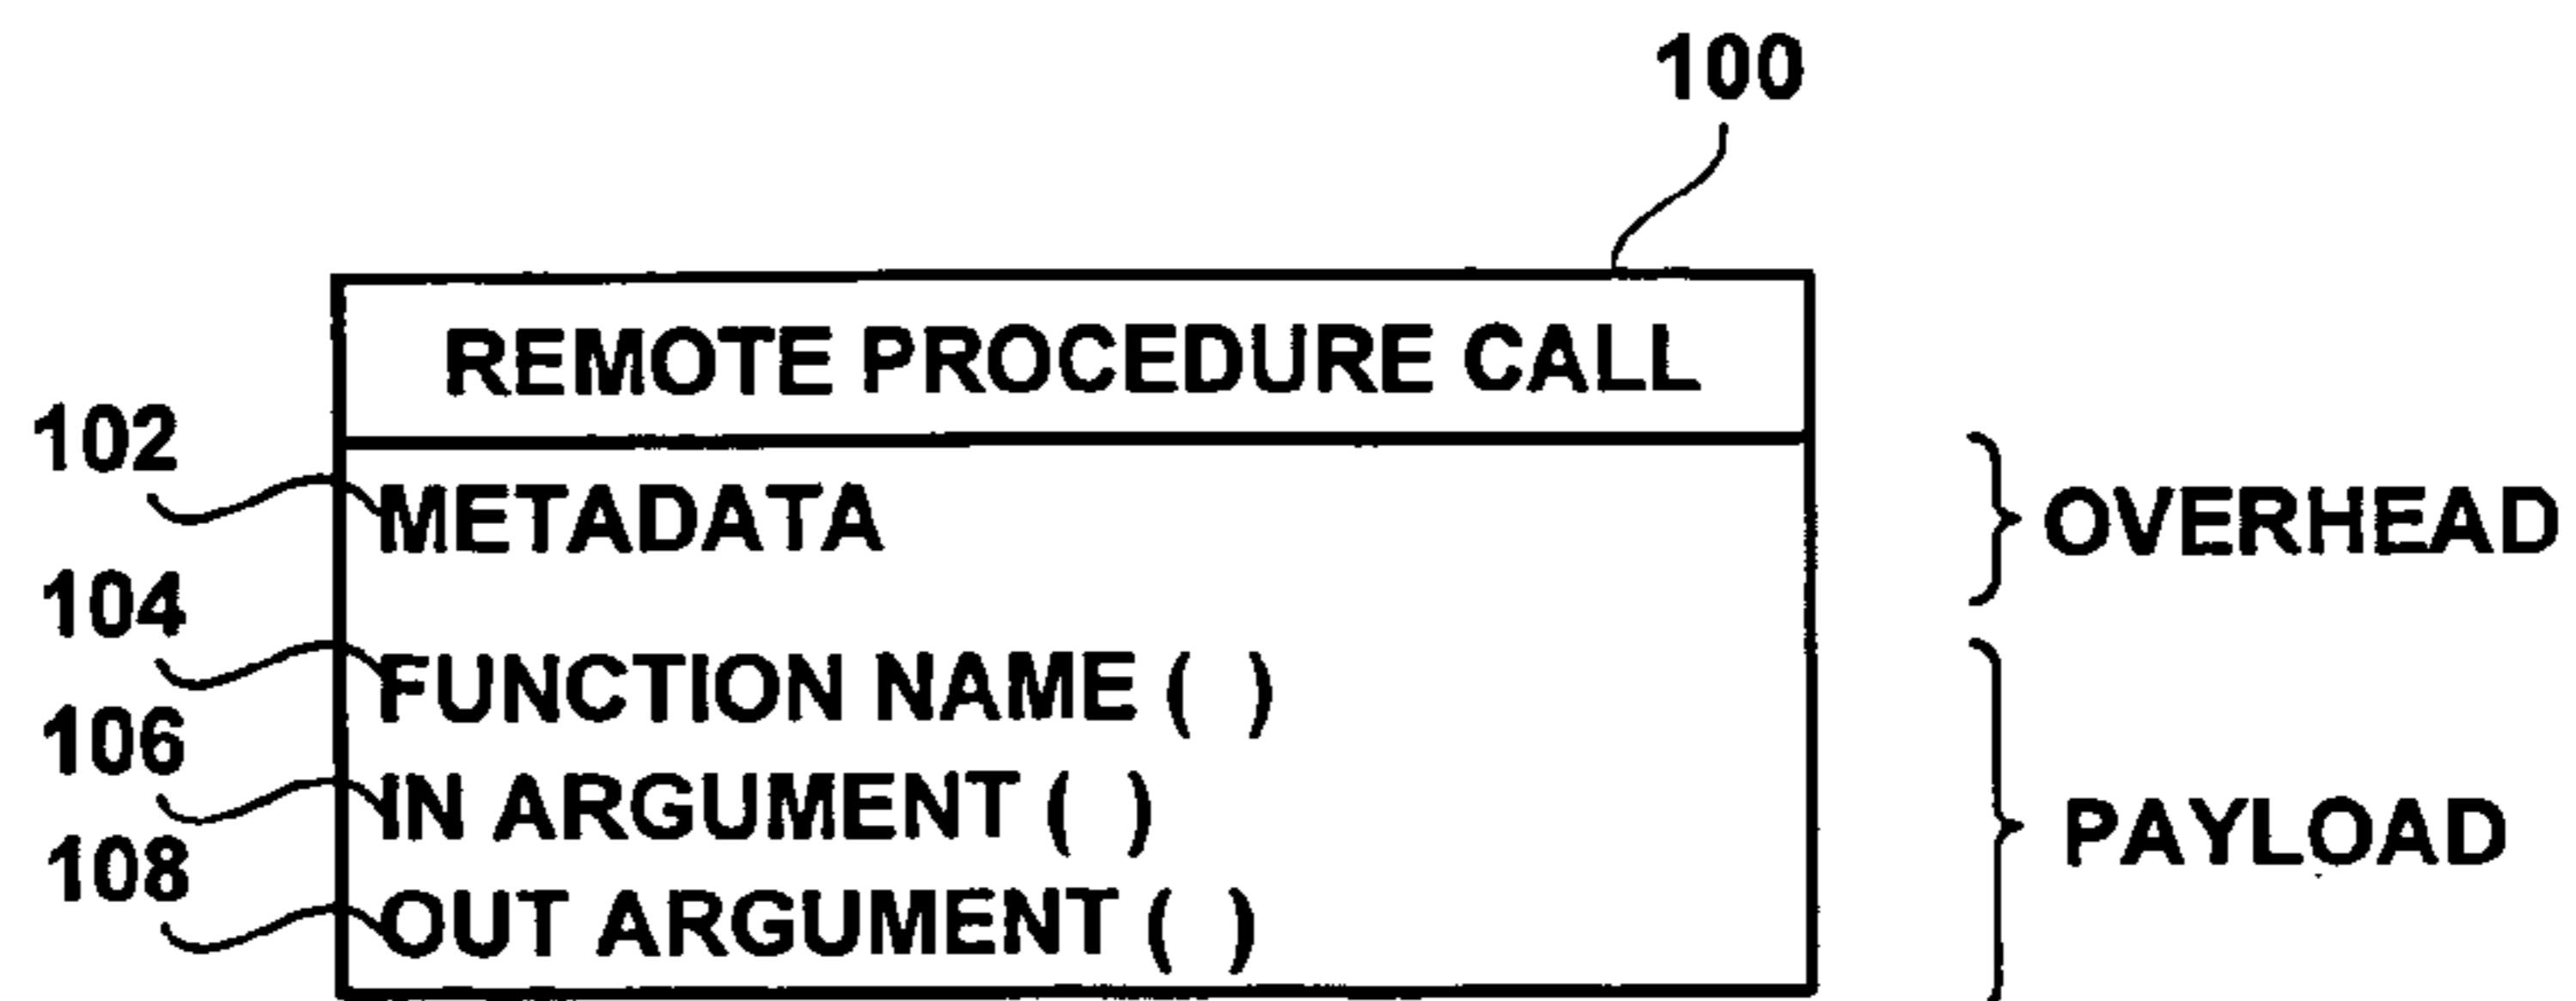 100
REMOTE PROCEDURE CALL
102
METADATA
OVERHEAD
104
FUNCTION NAME ( )
106
IN ARGUMENT ( )
PAYLOAD
108
OUT ARGUMENT ( )